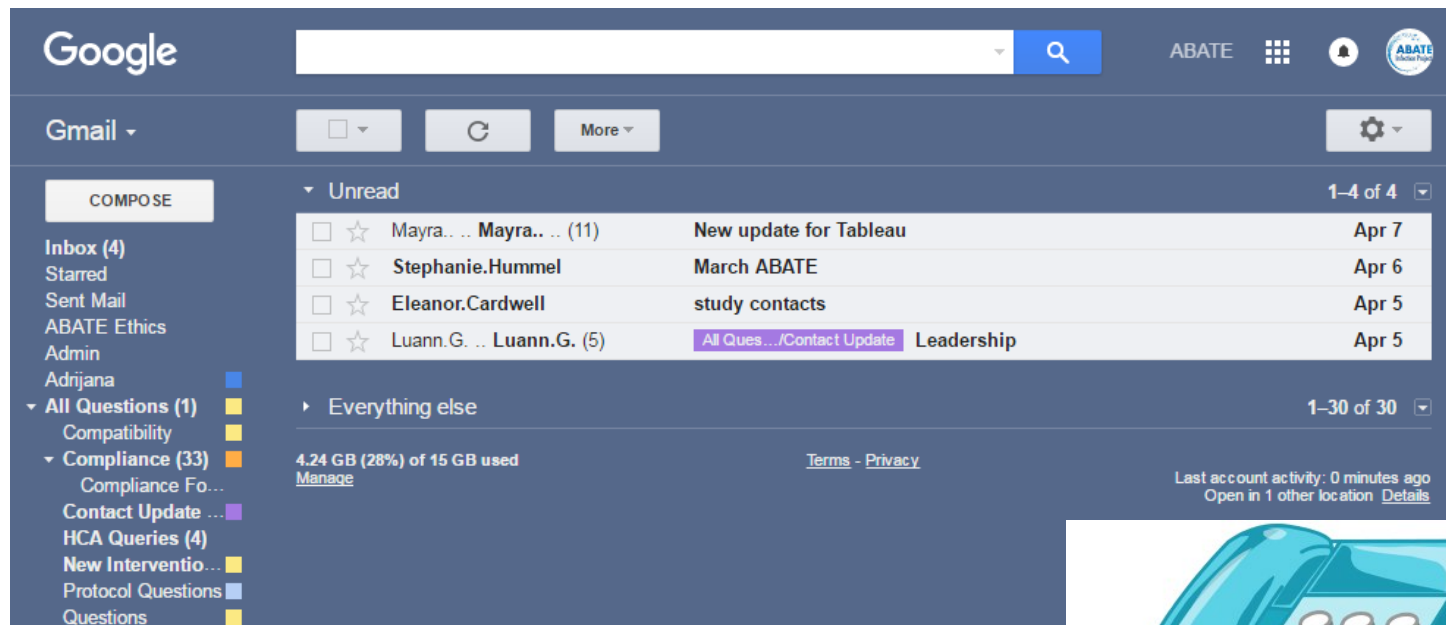 Google
ABATE
ABATE
Gmail
More
COMPOSE
Inbox (4)
Starred
Sent Mail
ABATE Ethics
Admin
Adrijana
All Questions (1)
Compatibility
Compliance (33)
Compliance Fo...
Contact Update ...
HCA Queries (4)
New Interventio...
Protocol Questions
Questions
Unread 1–4 of 4
Mayra.. .. Mayra.. .. (11) New update for Tableau Apr 7
Stephanie.Hummel March ABATE Apr 6
Eleanor.Cardwell study contacts Apr 5
Luann.G. .. Luann.G. (5) All Ques.../Contact Update Leadership Apr 5
Everything else 1–30 of 30
4.24 GB (28%) of 15 GB used
Manage
Terms - Privacy
Last account activity: 0 minutes ago
Open in 1 other location Details